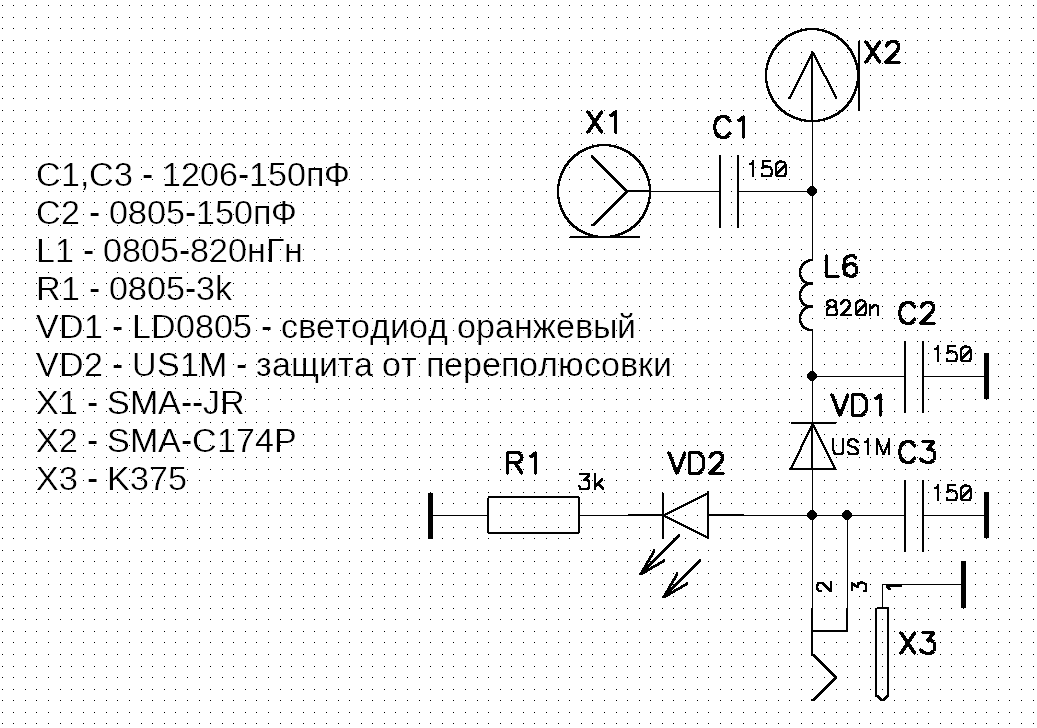 X2
X1
C1
150
C1,C3 - 1206-150пФ
C2 - 0805-150пФ
L1 - 0805-820нГн
R1 - 0805-3k
VD1 - LD0805 - светодиод оранжевый
VD2 - US1M - защита от переполюсовки
X1 - SMA--JR
X2 - SMA-C174P
X3 - K375
L6
820n
C2
150
VD1
US1M
C3
150
R1
3k
VD2
2
3
1
X3